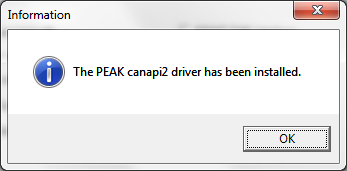 Information
The PEAK canapi2 driver has been installed.
OK